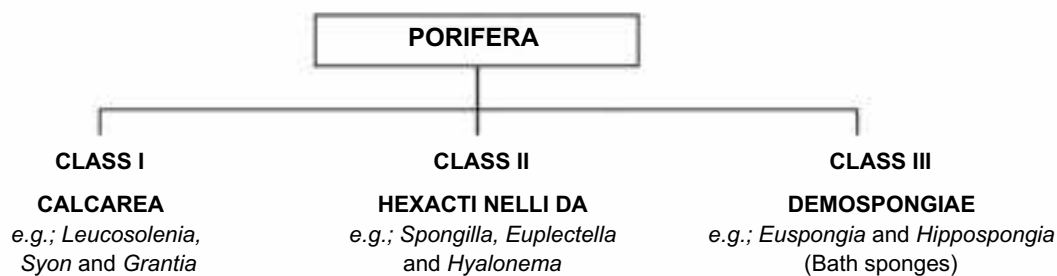 PORIFERA
CLASS I
CALCAREA
e.g.; Leucosolenia,
Syon and Grantia
CLASS II
HEXACTI NELLI DA
e.g.; Spongilla, Euplectella
and Hyalonema
CLASS III
DEMOSPONGIAE
e.g.; Euspongia and Hippospongia
(Bath sponges)